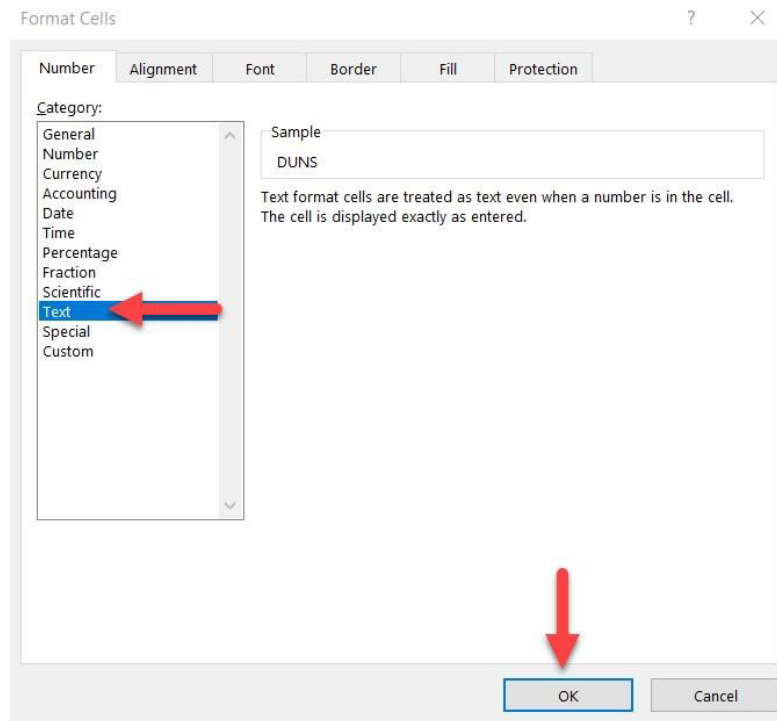 Format Cells
?
Number
Alignment
Font
Border
Fill
Protection
Category:
General
Number
Currency
Accounting
Date
Time
Percentage
Fraction
Scientific
Text
Special
Custom
Sample
DUNS
Text format cells are treated as text even when a number is in the cell.
The cell is displayed exactly as entered.
OK
Cancel